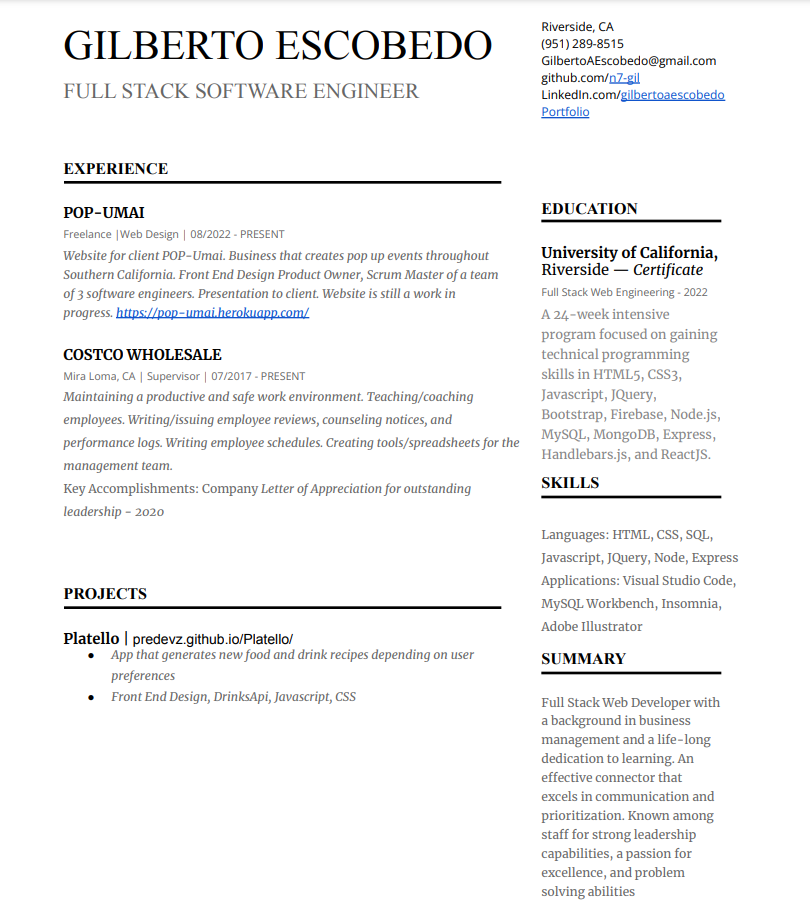 GILBERTO ESCOBEDO
FULL STACK SOFTWARE ENGINEER
Riverside, CA
(951) 289-8515
GilbertoAEscobedo@gmail.com
github.com/n7-gil
LinkedIn.com/gilbertoaescobedo
Portfolio
EXPERIENCE
POP-UMAI
Freelance |Web Design | 08/2022 - PRESENT
Website for client POP-Umai. Business that creates pop up events throughout
Southern California. Front End Design Product Owner, Scrum Master of a team
of 3 software engineers. Presentation to client. Website is still a work in
progress. https://pop-umai.herokuapp.com/
COSTCO WHOLESALE
Mira Loma, CA | Supervisor | 07/2017 - PRESENT
Maintaining a productive and safe work environment. Teaching/coaching
employees. Writing/issuing employee reviews, counseling notices, and
performance logs. Writing employee schedules. Creating tools/spreadsheets for the
management team.
Key Accomplishments: Company Letter of Appreciation for outstanding
leadership - 2020
PROJECTS
Platello | predevz.github.io/Platello/
● App that generates new food and drink recipes depending on user
preferences
● Front End Design, DrinksApi, Javascript, CSS
EDUCATION
University of California,
Riverside — Certificate
Full Stack Web Engineering - 2022
A 24-week intensive
program focused on gaining
technical programming
skills in HTML5, CSS3,
Javascript, JQuery,
Bootstrap, Firebase, Node.js,
MySQL, MongoDB, Express,
Handlebars.js, and ReactJS.
SKILLS
Languages: HTML, CSS, SQL,
Javascript, JQuery, Node, Express
Applications: Visual Studio Code,
MySQL Workbench, Insomnia,
Adobe Illustrator
SUMMARY
Full Stack Web Developer with
a background in business
management and a life-long
dedication to learning. An
effective connector that
excels in communication and
prioritization. Known among
staff for strong leadership
capabilities, a passion for
excellence, and problem
solving abilities